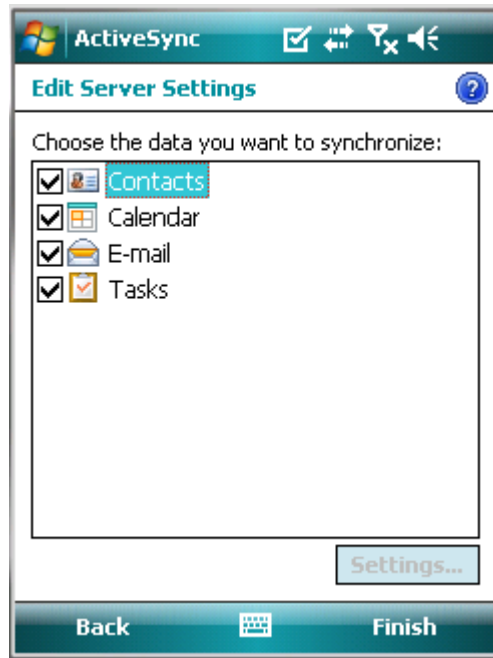 ActiveSync
Edit Server Settings
?
Choose the data you want to synchronize:
Contacts
Calendar
E-mail
Tasks
Settings...
Back Finish